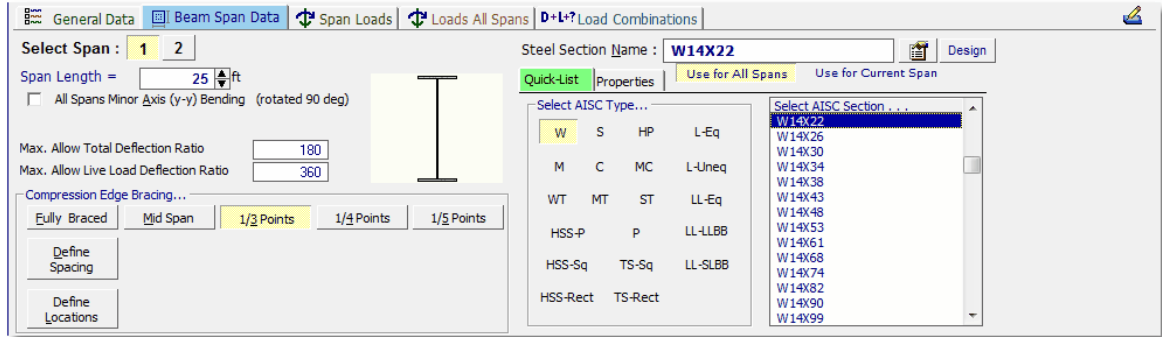 General Data Beam Span Data Span Loads Loads All Spans D+L+? Load Combinations
Select Span : 1 2
Span Length = 25 ft
All Spans Minor Axis (y-y) Bending (rotated 90 deg)
Max. Allow Total Deflection Ratio 180
Max. Allow Live Load Deflection Ratio 360
Compression Edge Bracing...
Fully Braced Mid Span 1/3 Points 1/4 Points 1/5 Points
Define
Spacing
Define
Locations
Steel Section Name : W14X22 Design
Quick-List Properties Use for All Spans Use for Current Span
Select AISC Type...
W S HP L-Eq
M C MC L-Uneq
WT MT ST LL-Eq
HSS-P P LL-LLBB
HSS-Sq TS-Sq LL-SLBB
HSS-Rect TS-Rect
Select AISC Section . . .
W14X22
W14X26
W14X30
W14X34
W14X38
W14X43
W14X48
W14X53
W14X61
W14X68
W14X74
W14X82
W14X90
W14X99